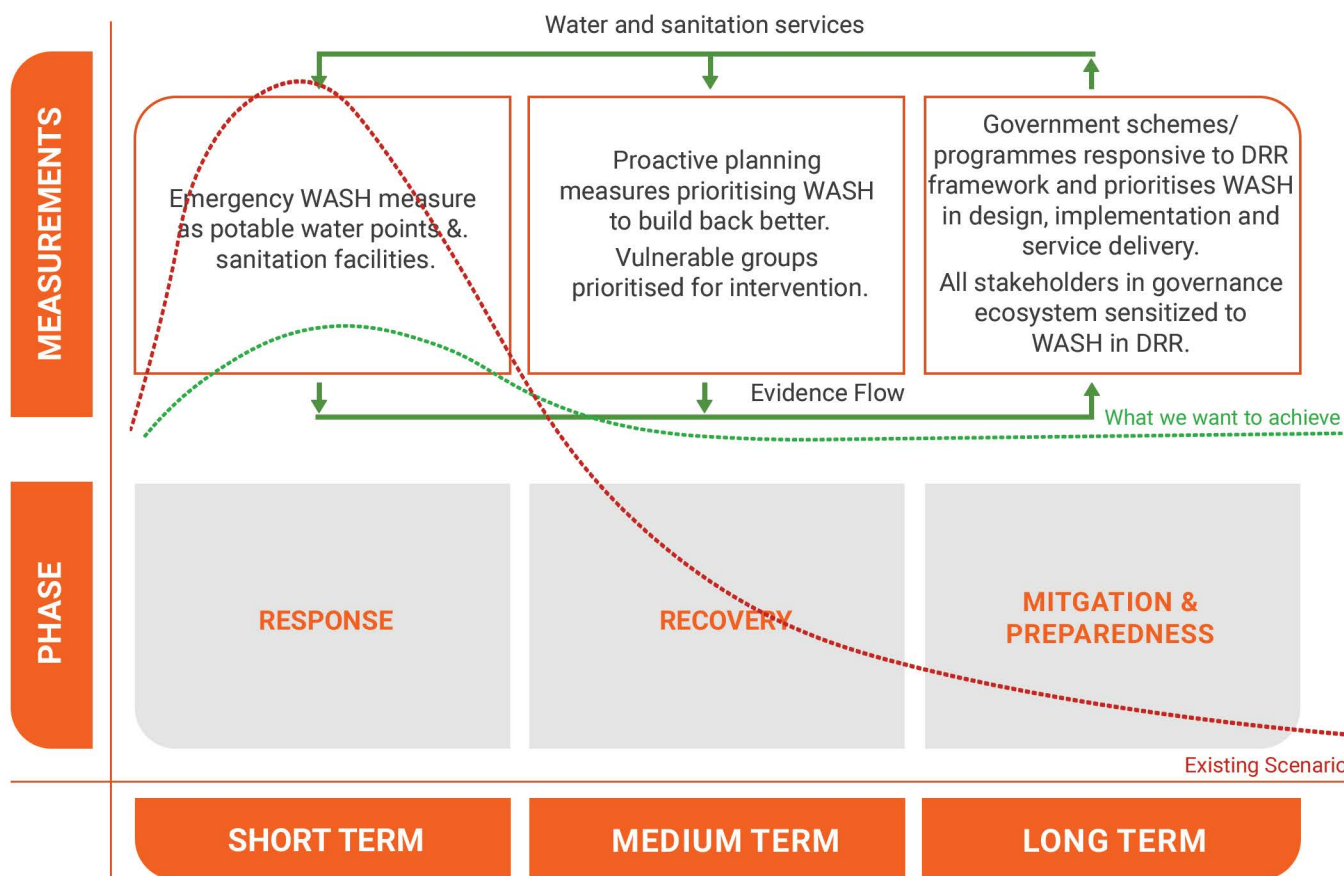 Water and sanitation services
MEASUREMENTS
Emergency WASH measure
as potable water points &.
sanitation facilities.
Proactive planning
measures prioritising WASH
to build back better.
Vulnerable groups
prioritised for intervention.
Government schemes/
programmes responsive to DRR
framework and prioritises WASH
in design, implementation and
service delivery.
All stakeholders in governance
ecosystem sensitized to
WASH in DRR.
Evidence Flow
What we want to achieve
PHASE
RESPONSE
RECOVERY
MITGATION &
PREPAREDNESS
Existing Scenario
SHORT TERM
MEDIUM TERM
LONG TERM